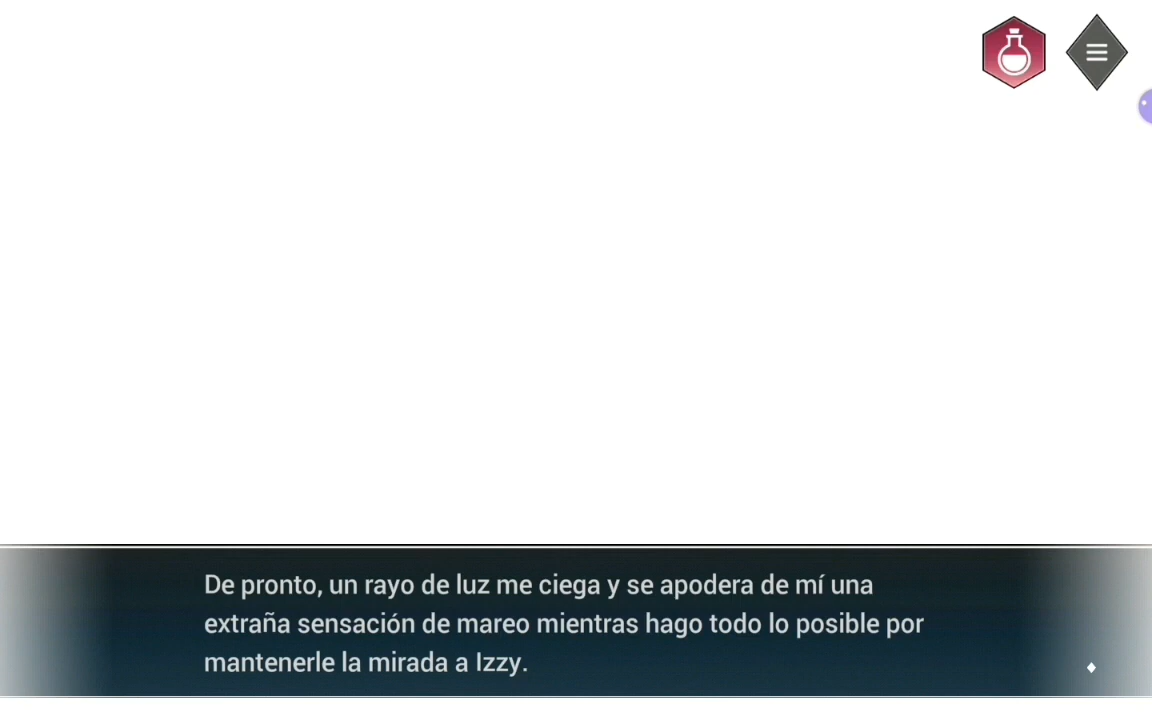 De pronto, un rayo de luz me ciega y se apodera de mí una
extraña sensación de mareo mientras hago todo lo posible por
mantenerle la mirada a Izzy.